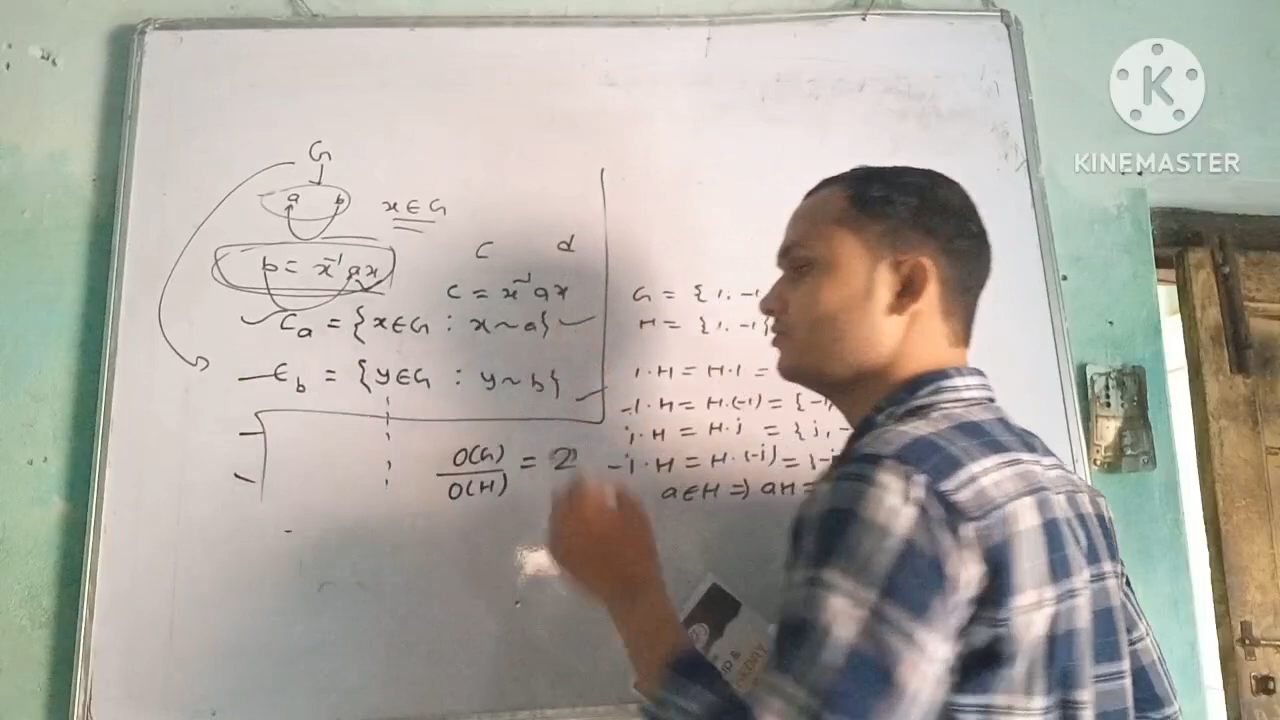 G
a b
x ∈ G
b = x⁻¹ax
c d
c = x⁻¹ax
Cₐ = {x∈G : x ~ a}
C_b = {y∈G : y ~ b}
O(G)/O(H) = 2
G = {1, -1
H = {1, -1}
1·H = H·1 =
-1·H = H·(-1) = {-1,
i·H = H·i = {i, -
-i·H = H·(-i) = {-i
a∈H ⇒ aH =
K
KINEMASTER